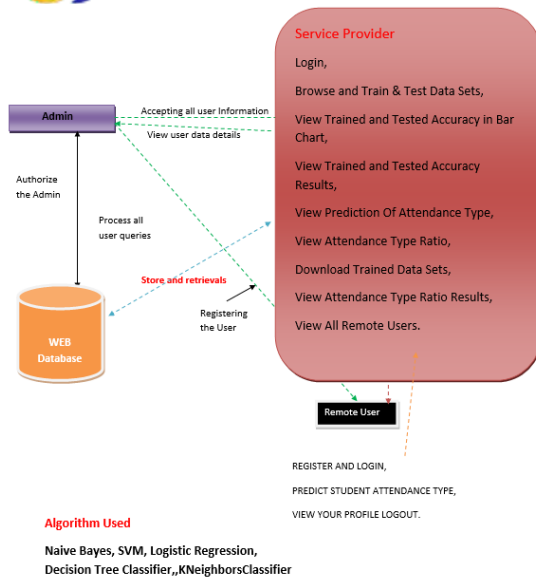 Service Provider
Login,
Browse and Train & Test Data Sets,
View Trained and Tested Accuracy in Bar
Chart,
View Trained and Tested Accuracy
Results,
View Prediction Of Attendance Type,
View Attendance Type Ratio,
Download Trained Data Sets,
View Attendance Type Ratio Results,
View All Remote Users.
Admin
Accepting all user Information
View user data details
Authorize
the Admin
Process all
user queries
Store and retrievals
Registering
the User
WEB
Database
Remote User
REGISTER AND LOGIN,
PREDICT STUDENT ATTENDANCE TYPE,
VIEW YOUR PROFILE LOGOUT.
Algorithm Used
Naive Bayes, SVM, Logistic Regression,
Decision Tree Classifier,,KNeighborsClassifier